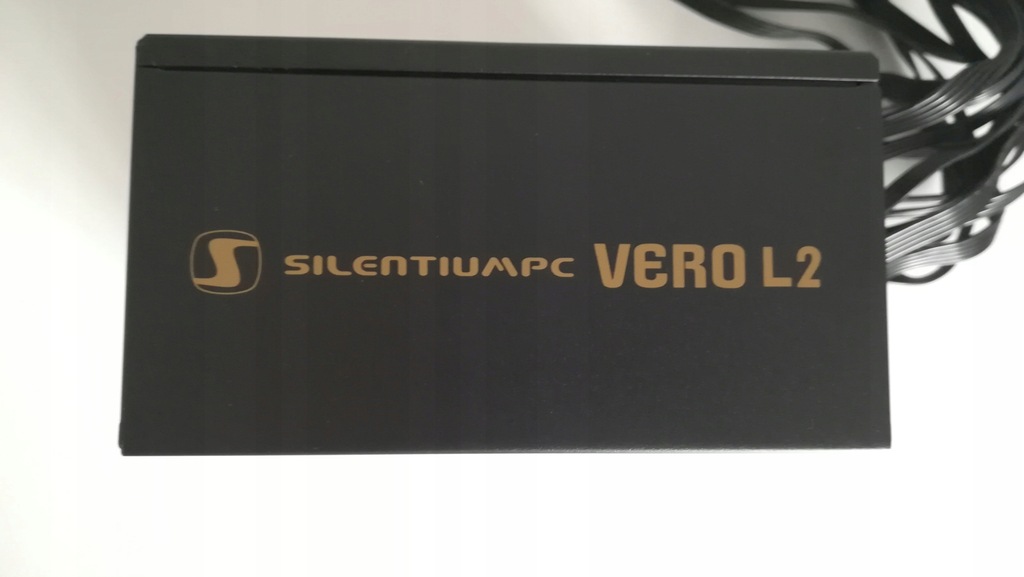 S SILENTIUMPC VERO L2